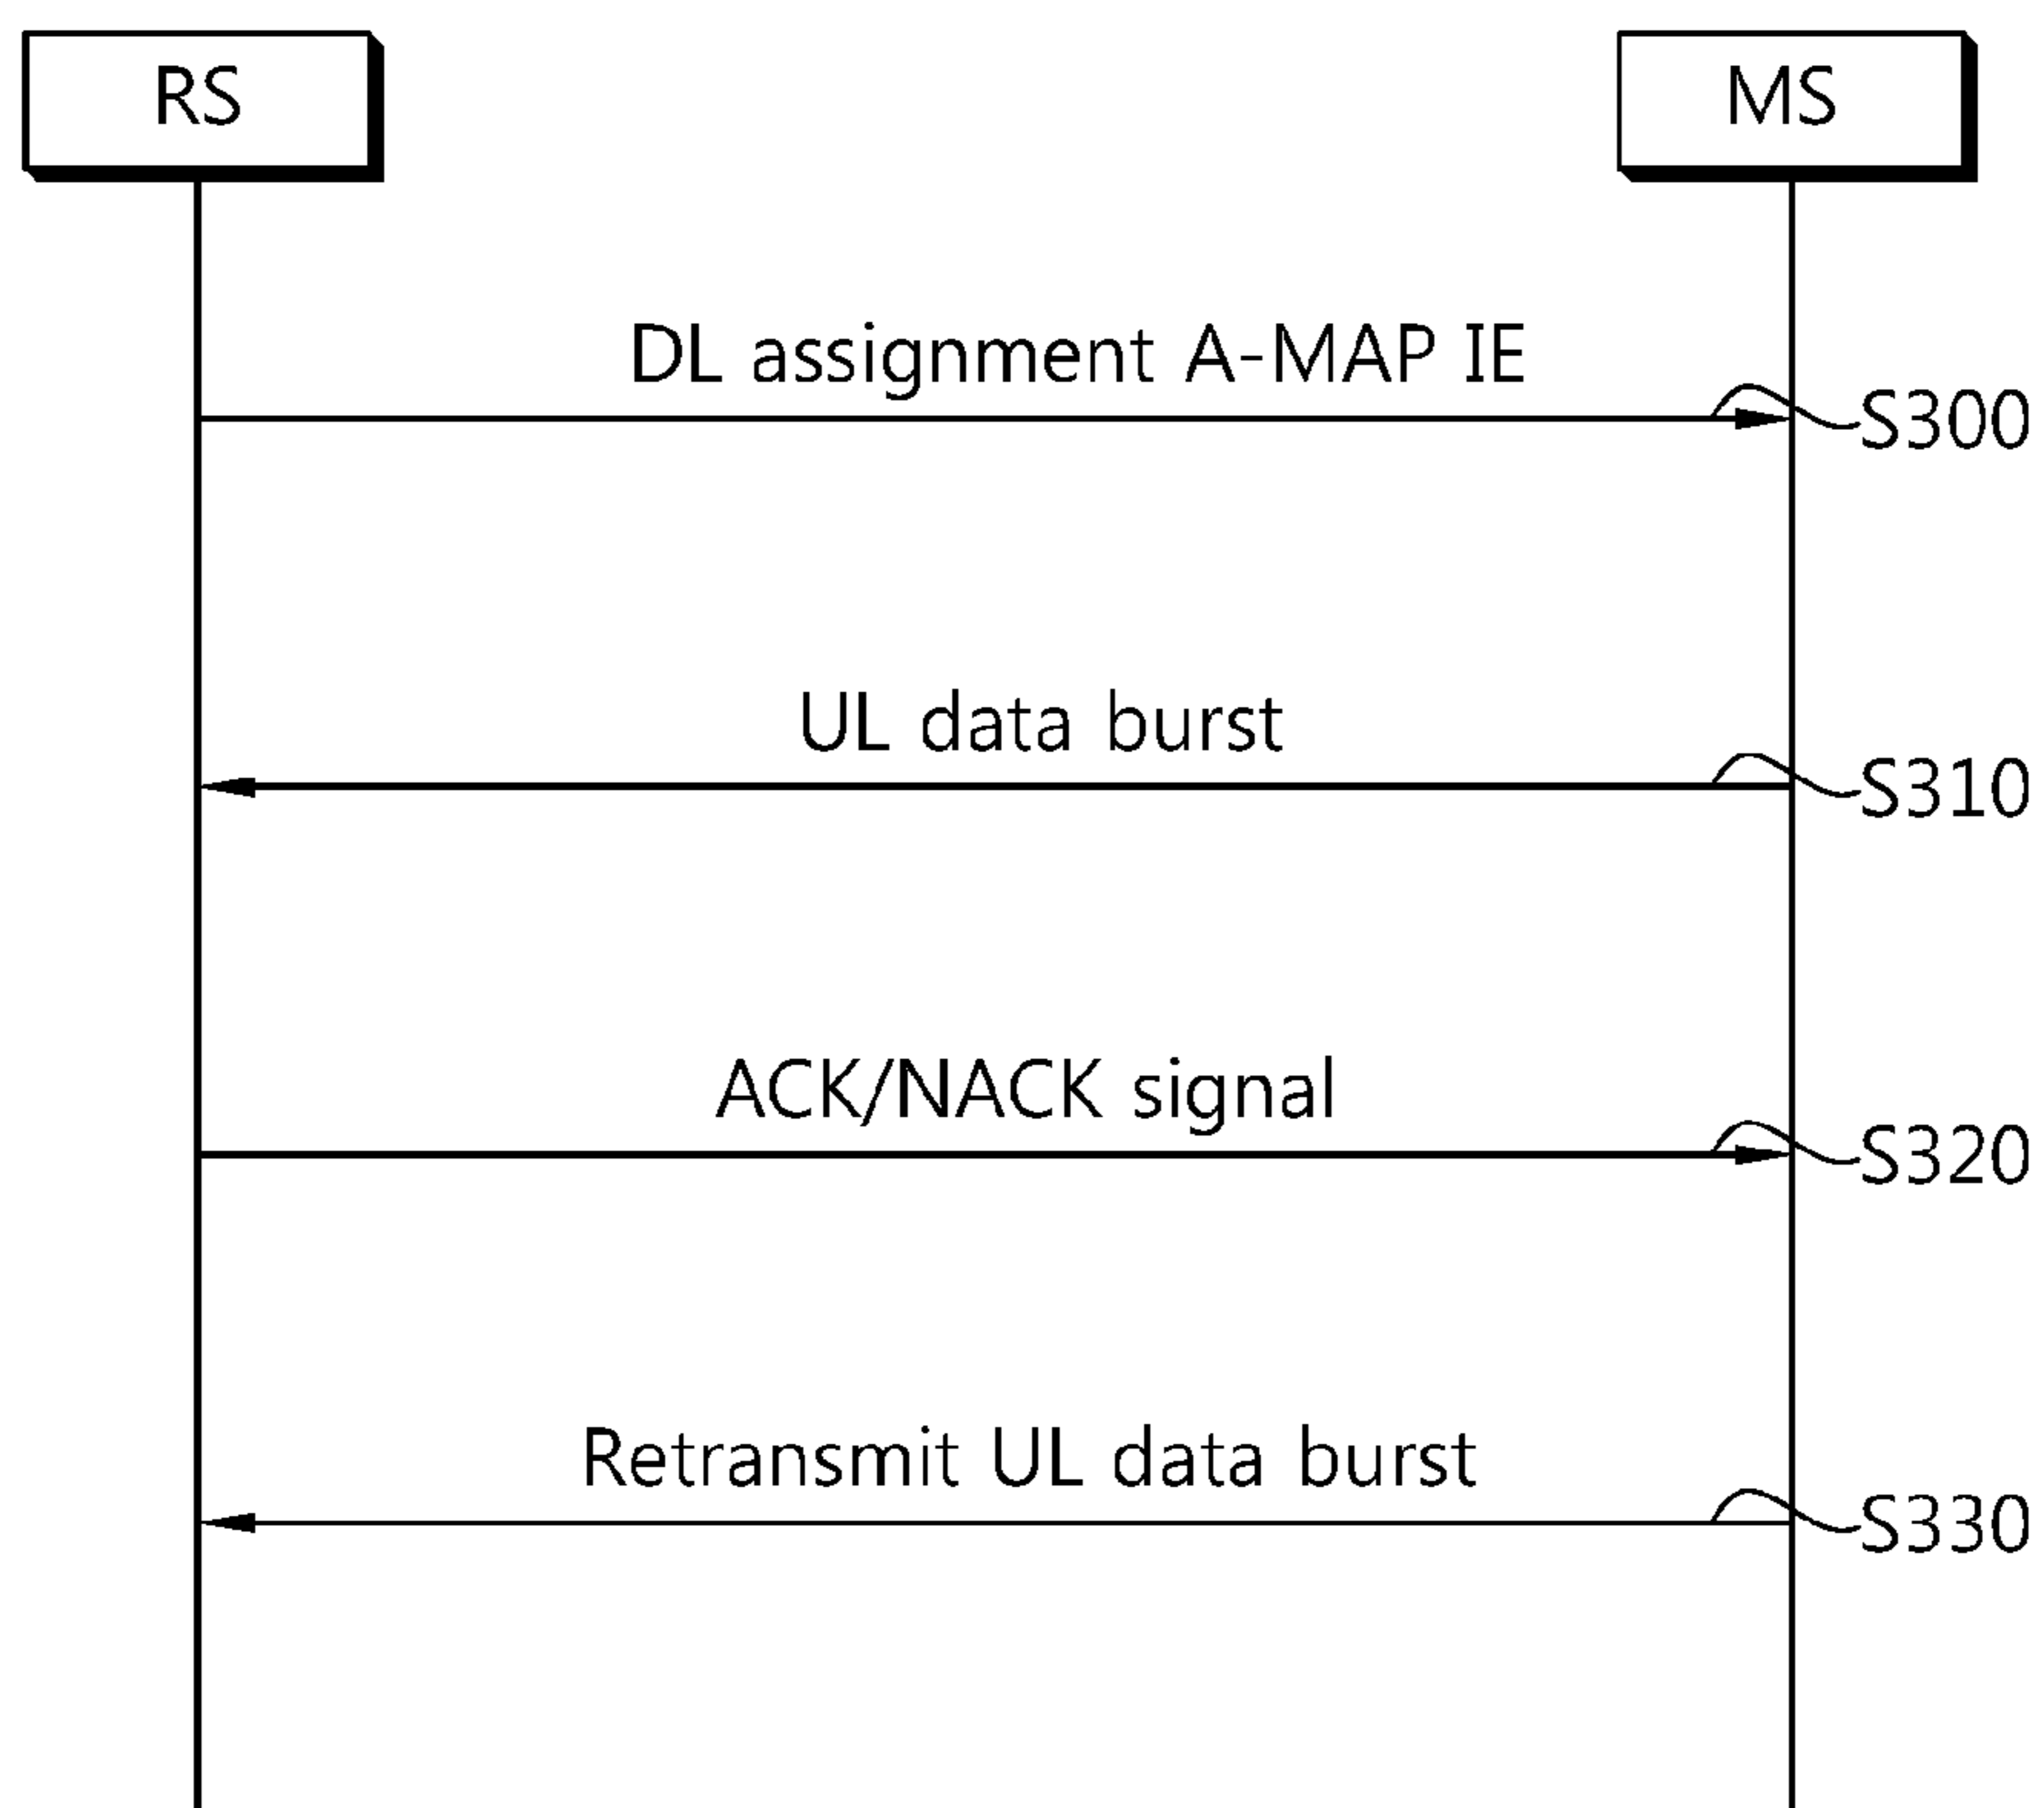 RS
MS
DL assignment A-MAP IE
S300
UL data burst
S310
ACK/NACK signal
S320
Retransmit UL data burst
S330